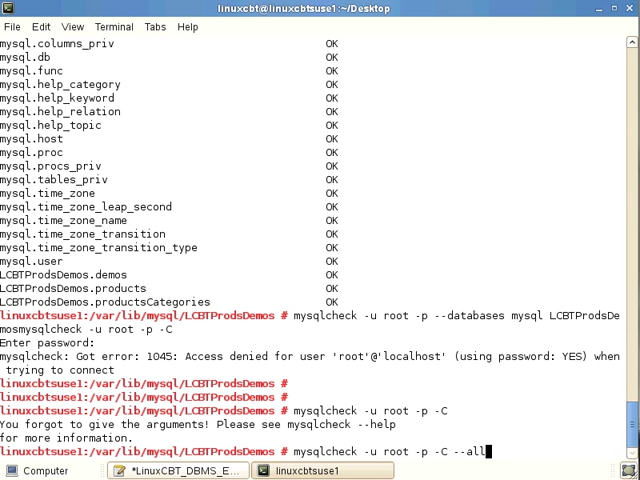 linuxcbt@linuxcbtsuse1:~/Desktop
File Edit View Terminal Tabs Help
mysql.columns_priv OK
mysql.db OK
mysql.func OK
mysql.help_category OK
mysql.help_keyword OK
mysql.help_relation OK
mysql.help_topic OK
mysql.host OK
mysql.proc OK
mysql.procs_priv OK
mysql.tables_priv OK
mysql.time_zone OK
mysql.time_zone_leap_second OK
mysql.time_zone_name OK
mysql.time_zone_transition OK
mysql.time_zone_transition_type OK
mysql.user OK
LCBTProdsDemos.demos OK
LCBTProdsDemos.products OK
LCBTProdsDemos.productsCategories OK
linuxcbtsuse1:/var/lib/mysql/LCBTProdsDemos # mysqlcheck -u root -p --databases mysql LCBTProdsDe
mosmysqlcheck -u root -p -C
Enter password:
mysqlcheck: Got error: 1045: Access denied for user 'root'@'localhost' (using password: YES) when
trying to connect
linuxcbtsuse1:/var/lib/mysql/LCBTProdsDemos #
linuxcbtsuse1:/var/lib/mysql/LCBTProdsDemos #
linuxcbtsuse1:/var/lib/mysql/LCBTProdsDemos # mysqlcheck -u root -p -C
You forgot to give the arguments! Please see mysqlcheck --help
for more information.
linuxcbtsuse1:/var/lib/mysql/LCBTProdsDemos # mysqlcheck -u root -p -C --all
Computer *LinuxCBT_DBMS_E... linuxcbtsuse1